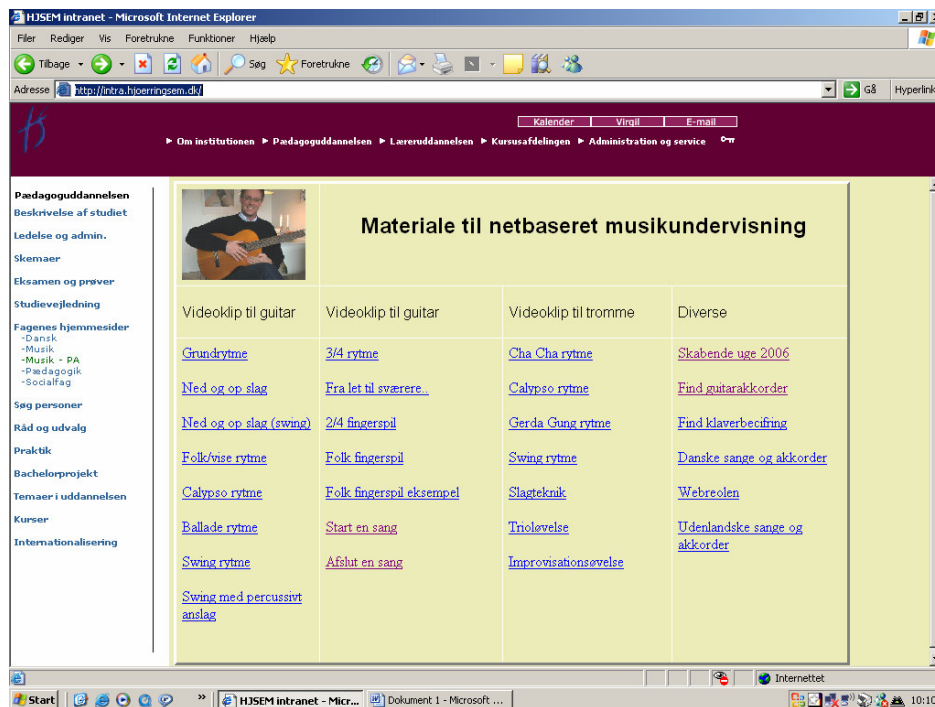 HJSEM intranet - Microsoft Internet Explorer
Filer Rediger Vis Foretrukne Funktioner Hjælp
Tilbage Søg Foretrukne
Adresse http://intra.hjoerringsem.dk/ Gå Hyperlink
Kalender Virgil E-mail
Om institutionen Pædagoguddannelsen Læreruddannelsen Kursusafdelingen Administration og service
Pædagoguddannelsen
Beskrivelse af studiet
Ledelse og admin.
Skemaer
Eksamen og prøver
Studievejledning
Fagenes hjemmesider
-Dansk
-Musik
-Musik - PA
-Pædagogik
-Socialfag
Søg personer
Råd og udvalg
Praktik
Bachelorprojekt
Temaer i uddannelsen
Kurser
Internationalisering
Materiale til netbaseret musikundervisning
Videoklip til guitar
Grundrytme
Ned og op slag
Ned og op slag (swing)
Folk/vise rytme
Calypso rytme
Ballade rytme
Swing rytme
Swing med percussivt
anslag
Videoklip til guitar
3/4 rytme
Fra let til sværere..
2/4 fingerspil
Folk fingerspil
Folk fingerspil eksempel
Start en sang
Afslut en sang
Videoklip til tromme
Cha Cha rytme
Calypso rytme
Gerda Gung rytme
Swing rytme
Slagteknik
Trioløvelse
Improvisationsøvelse
Diverse
Skabende uge 2006
Find guitarakkorder
Find klaverbecifring
Danske sange og akkorder
Webreolen
Udenlandske sange og
akkorder
Internettet
Start HJSEM intranet - Micr... Dokument 1 - Microsoft ... 10:10